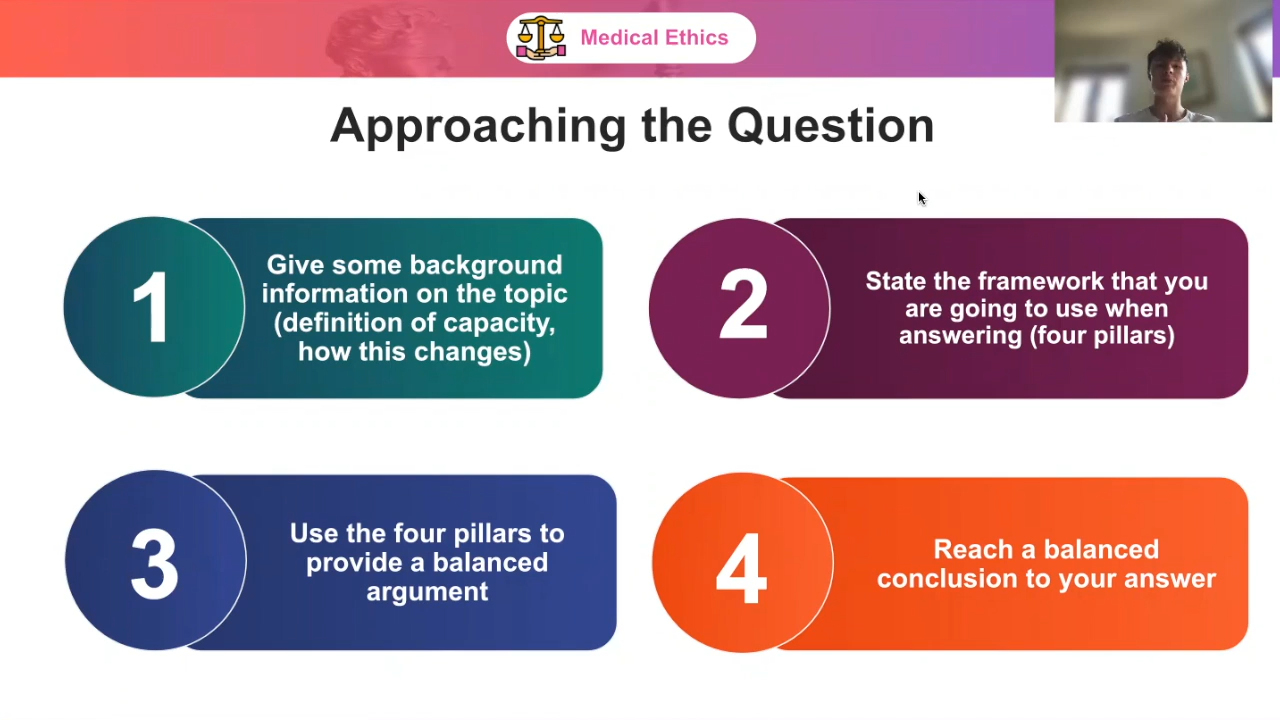 Medical Ethics
Approaching the Question
1
Give some background
information on the topic
(definition of capacity,
how this changes)
2
State the framework that you
are going to use when
answering (four pillars)
3
Use the four pillars to
provide a balanced
argument
4
Reach a balanced
conclusion to your answer